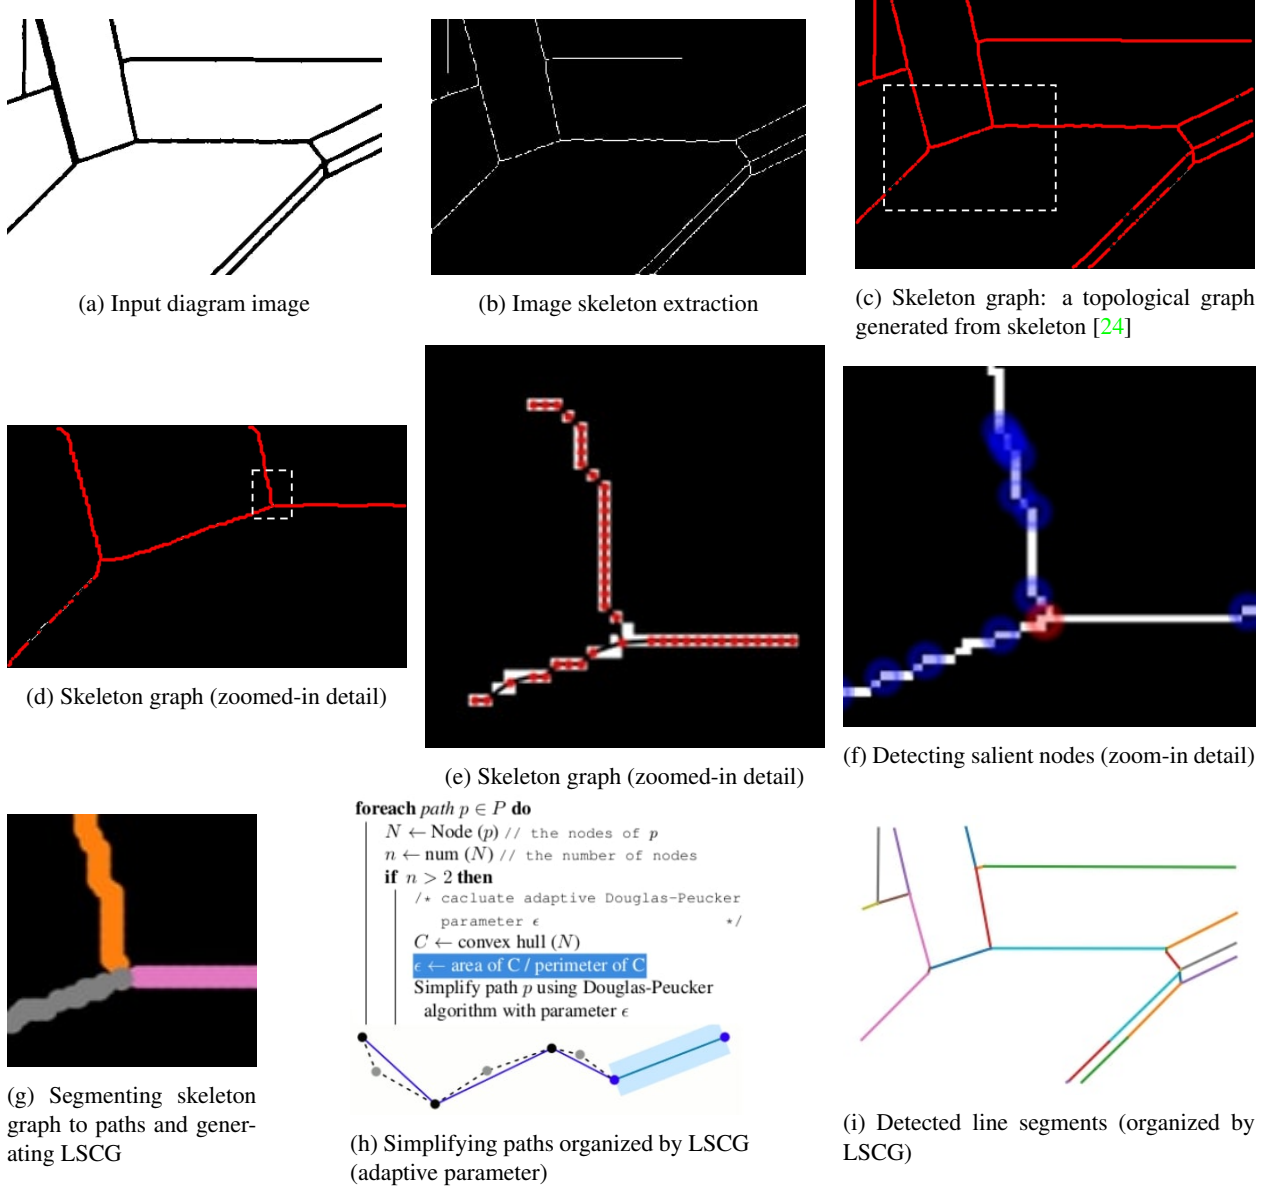 (a) Input diagram image
(b) Image skeleton extraction
(c) Skeleton graph: a topological graph
generated from skeleton [24]
(d) Skeleton graph (zoomed-in detail)
(e) Skeleton graph (zoomed-in detail)
(f) Detecting salient nodes (zoom-in detail)
(g) Segmenting skeleton
graph to paths and gener-
ating LSCG
foreach path p ∈ P do
N ← Node (p) // the nodes of p
n ← num (N) // the number of nodes
if n > 2 then
/* cacluate adaptive Douglas-Peucker
parameter ϵ */
C ← convex hull (N)
ϵ ← area of C / perimeter of C
Simplify path p using Douglas-Peucker
algorithm with parameter ϵ
(h) Simplifying paths organized by LSCG
(adaptive parameter)
(i) Detected line segments (organized by
LSCG)